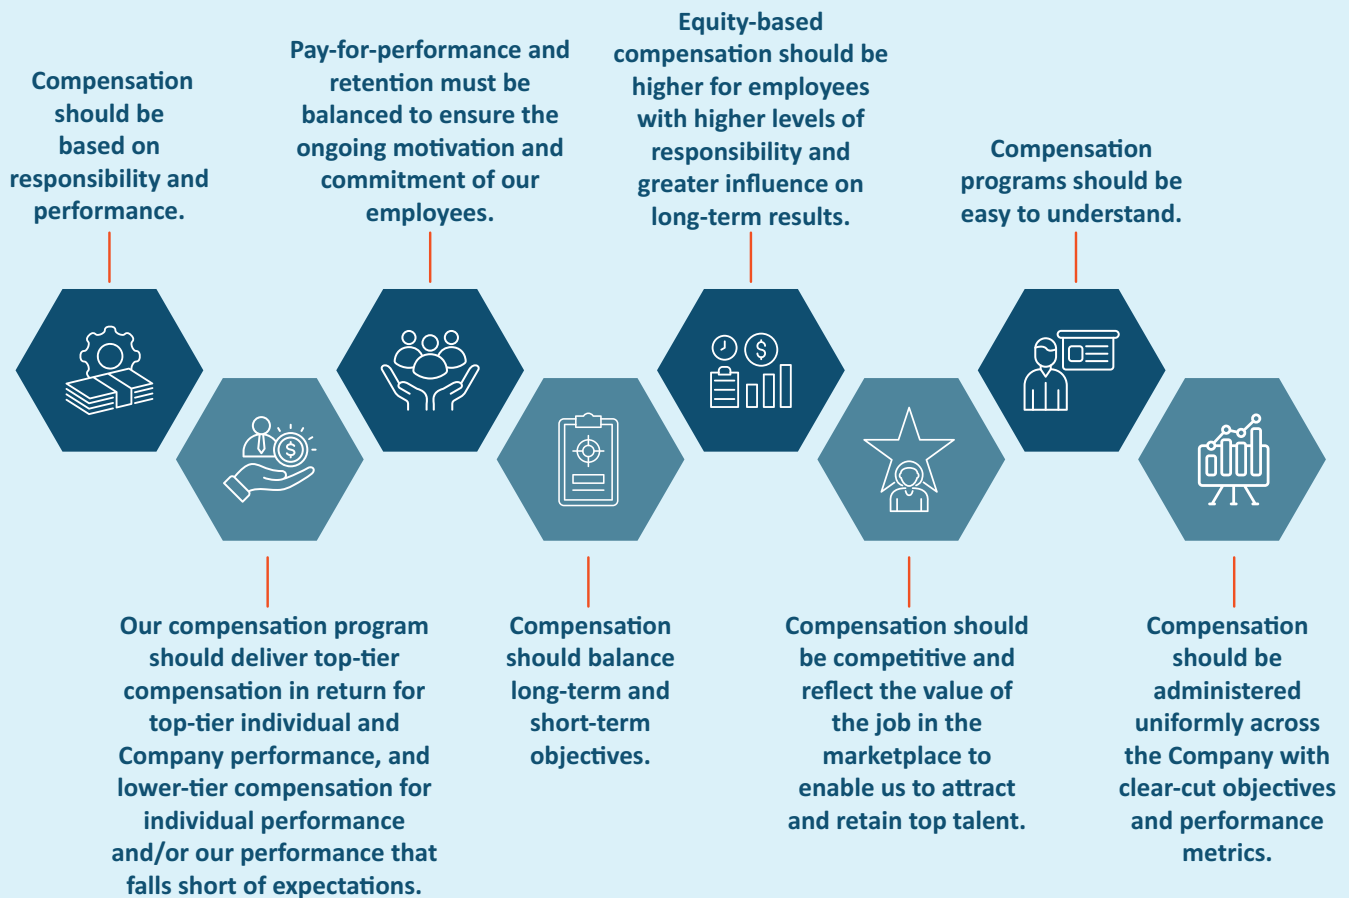 Compensation
should be
based on
responsibility and
performance.
Our compensation program
should deliver top-tier
compensation in return for
top-tier individual and
Company performance, and
lower-tier compensation for
individual performance
and/or our performance that
falls short of expectations.
Pay-for-performance and
retention must be
balanced to ensure the
ongoing motivation and
commitment of our
employees.
Compensation
should balance
long-term and
short-term
objectives.
Equity-based
compensation should be
higher for employees
with higher levels of
responsibility and
greater influence on
long-term results.
Compensation should
be competitive and
reflect the value of
the job in the
marketplace to
enable us to attract
and retain top talent.
Compensation
programs should be
easy to understand.
Compensation
should be
administered
uniformly across
the Company with
clear-cut objectives
and performance
metrics.